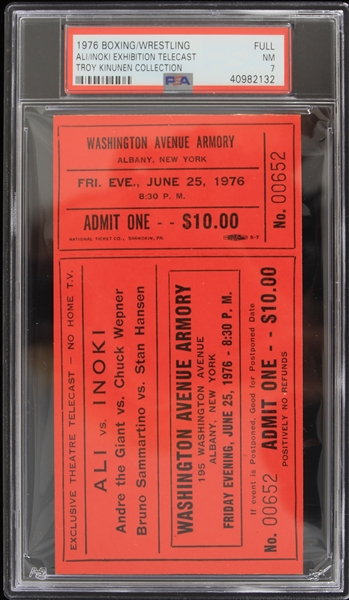 1976 BOXING/WRESTLING FULL
ALI/INOKI EXHIBITION TELECAST NM
TROY KINUNEN COLLECTION PSA 7
40982132
WASHINGTON AVENUE ARMORY
ALBANY, NEW YORK
FRI. EVE., JUNE 25, 1976
8:30 P. M.
ADMIT ONE - - $10.00
NATIONAL TICKET CO., SHAMOKIN, PA.
No. 00652
EXCLUSIVE THEATRE TELECAST — NO HOME T.V.
ALI vs. INOKI
Andre the Giant vs. Chuck Wepner
Bruno Sammartino vs. Stan Hansen
WASHINGTON AVENUE ARMORY
195 WASHINGTON AVENUE
ALBANY, NEW YORK
FRIDAY EVENING, JUNE 25, 1976 - 8:30 P. M.
If event is Postponed, Good for Postponed Date
No. 00652 ADMIT ONE - - $10.00
POSITIVELY NO REFUNDS